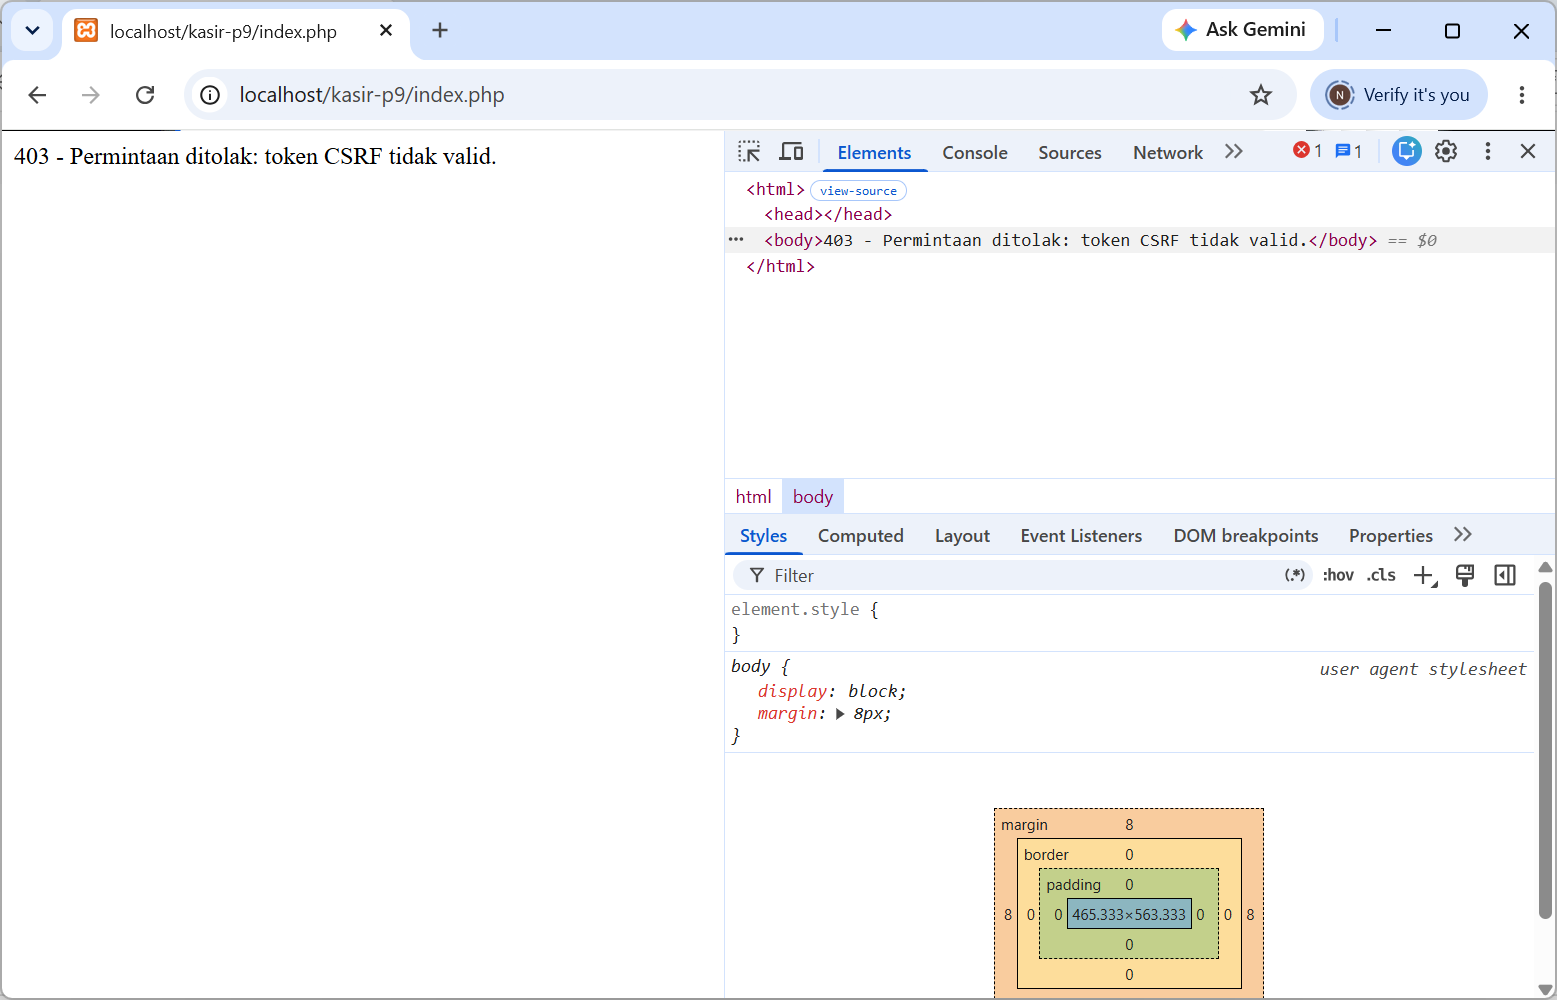 localhost/kasir-p9/index.php
Ask Gemini
localhost/kasir-p9/index.php
N
Verify it's you
403 - Permintaan ditolak: token CSRF tidak valid.
Elements Console Sources Network 1 1
<html> view-source
<head></head>
<body>403 - Permintaan ditolak: token CSRF tidak valid.</body> == $0
</html>
html body
Styles Computed Layout Event Listeners DOM breakpoints Properties
Filter (.*) :hov .cls
element.style {
}
body { user agent stylesheet
display: block;
margin: 8px;
}
margin 8
border 0
padding 0
8 0 0 465.333×563.333 0 0 8
0
0